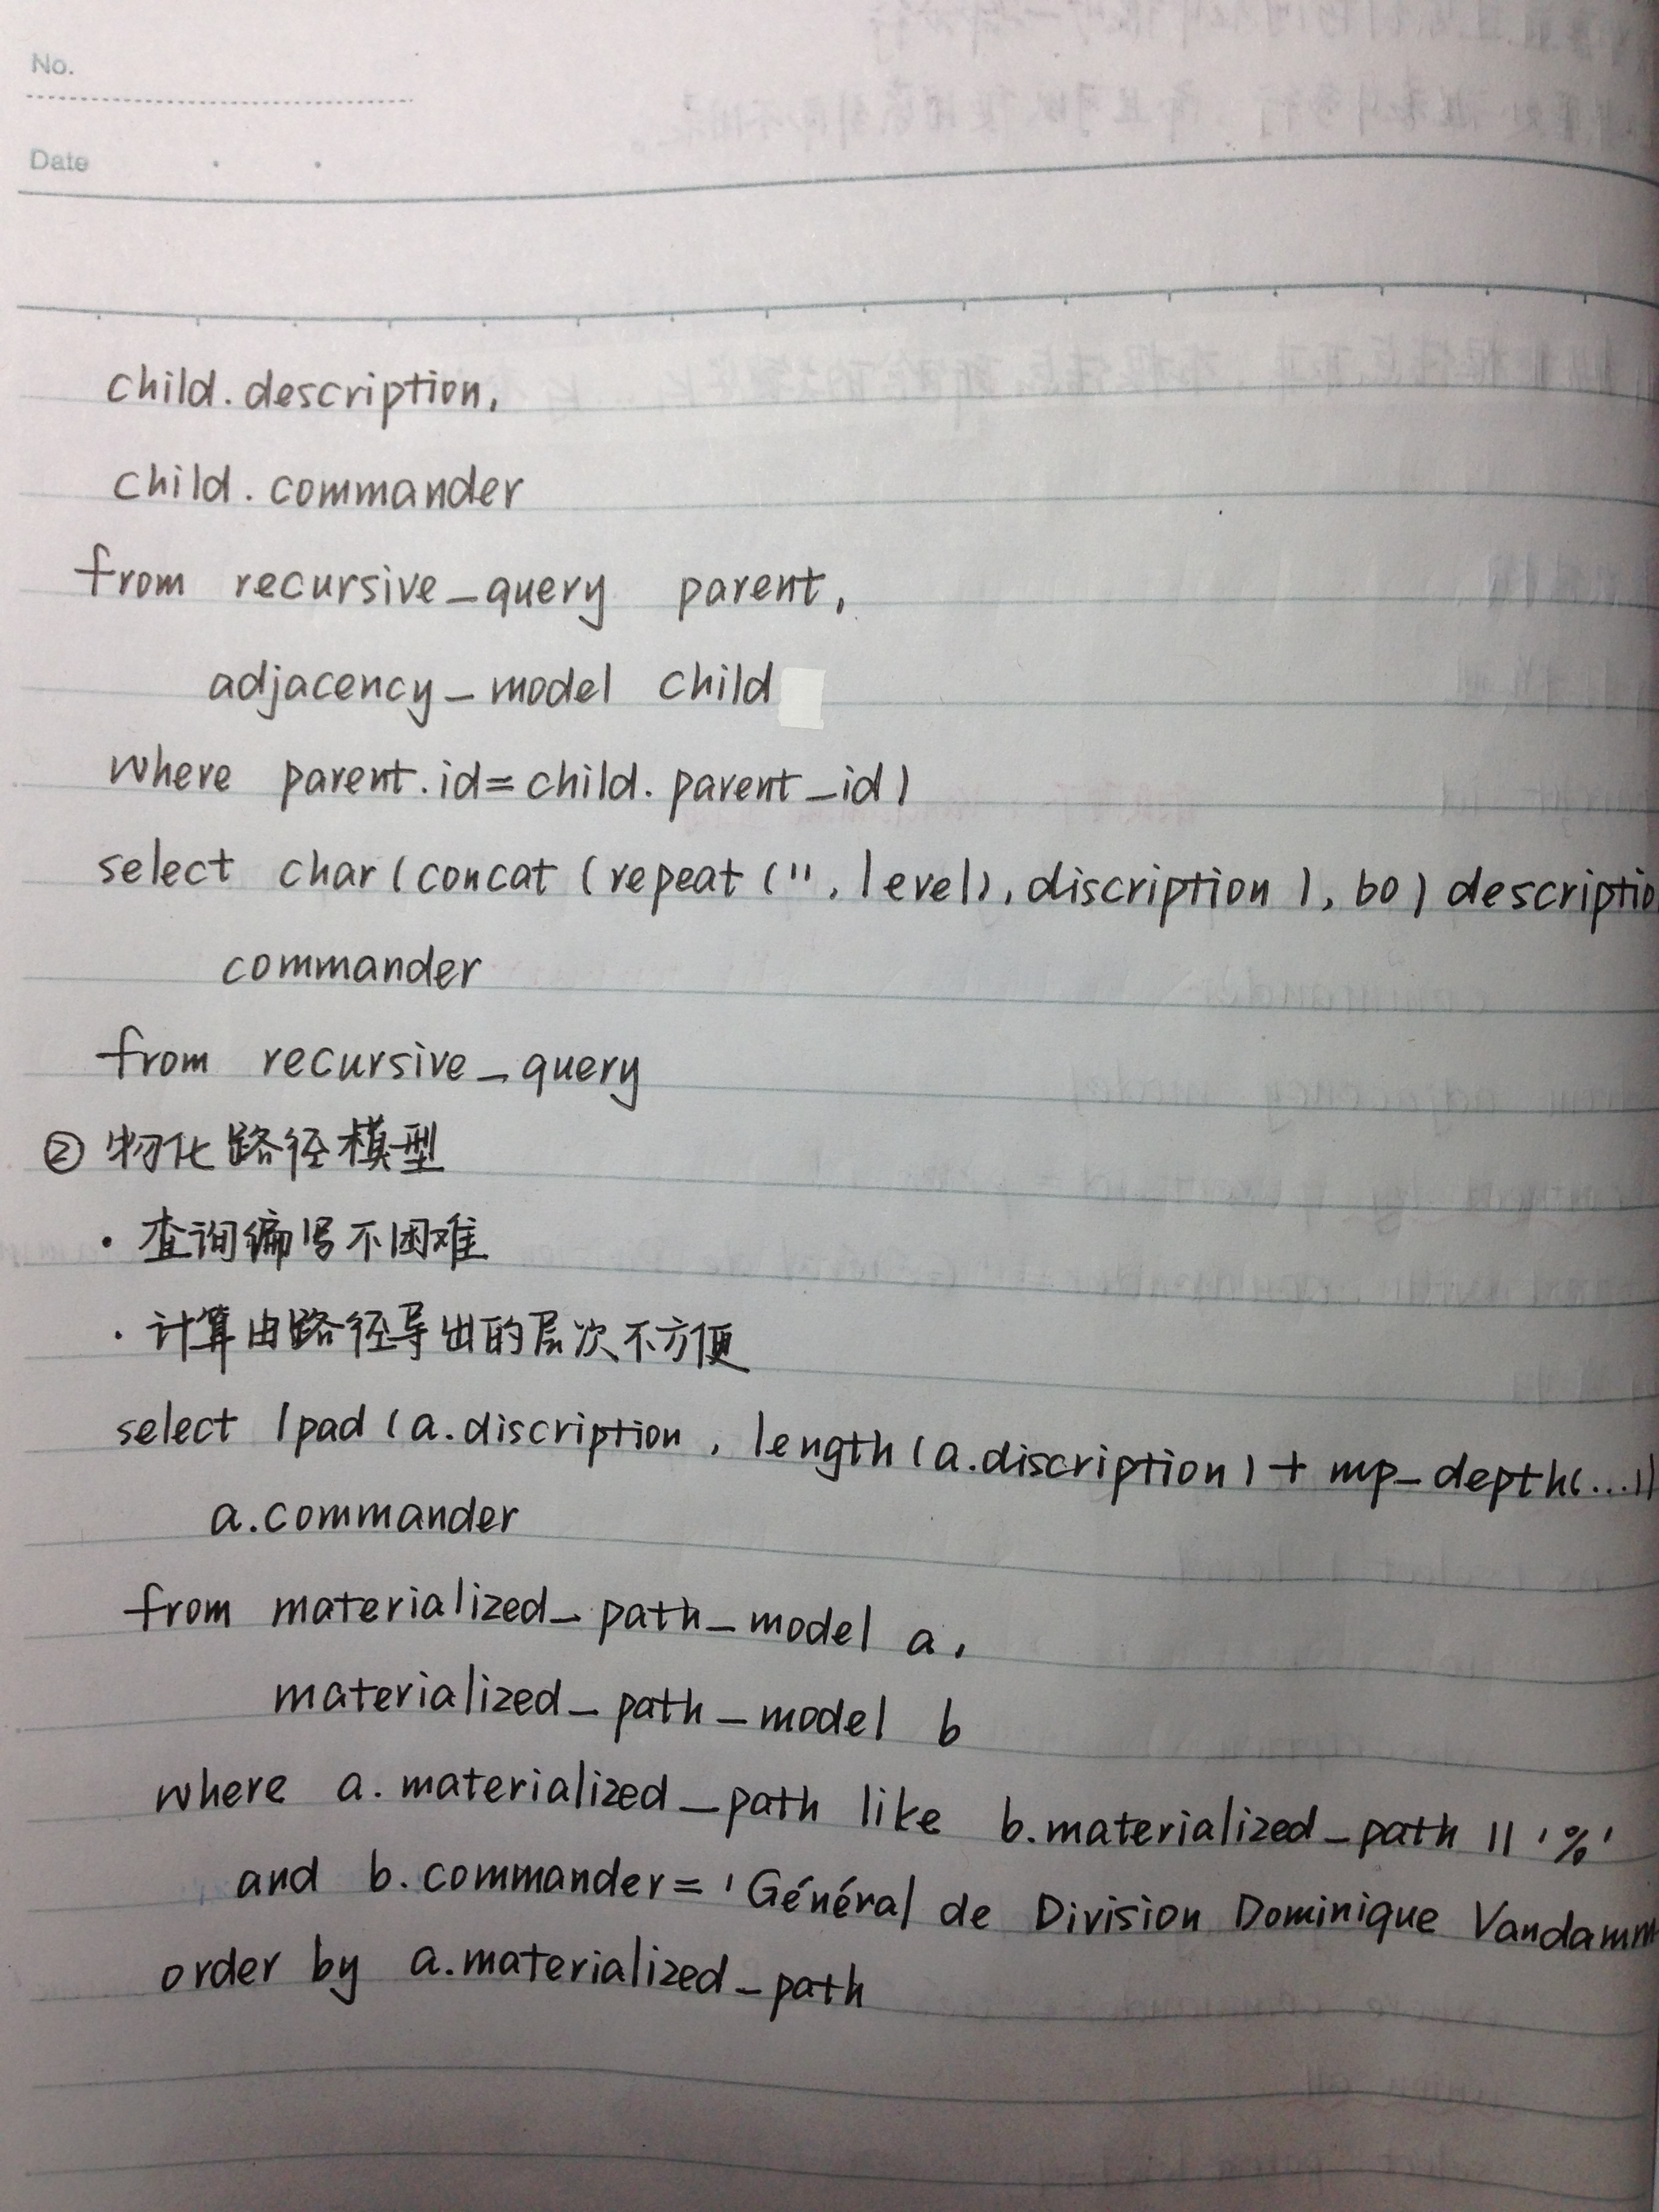 No.
Date
child.description,
child.commander
from recursive_query parent,
adjacency_model child
where parent.id=child.parent_id)
select char(concat(repeat('',level),discription),60)descriptio
commander
from recursive_query
② 物化路径模型
·查询编写不困难
·计算由路径导出的层次不方便
select lpad(a.discription, length(a.discription)+mp_depth(...))
a.commander
from materialized_path_model a,
materialized_path_model b
where a.materialized_path like b.materialized_path || '%'
and b.commander='Général de Division Dominique Vandamm
order by a.materialized_path